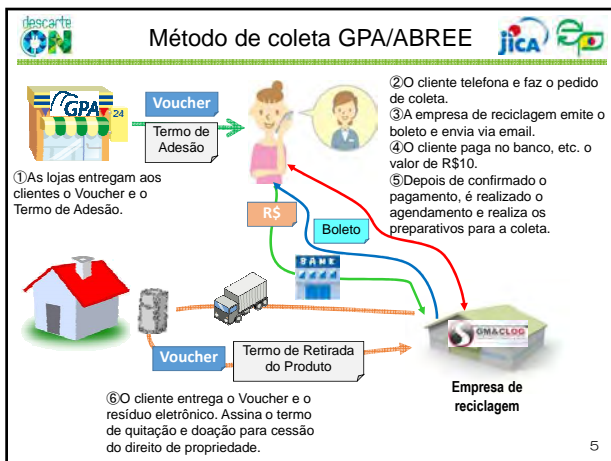 descarte
ON
Método de coleta GPA/ABREE
jICA
GPA
24
Voucher
Termo de
Adesão
①As lojas entregam aos
clientes o Voucher e o
Termo de Adesão.
②O cliente telefona e faz o pedido
de coleta.
③A empresa de reciclagem emite o
boleto e envia via email.
④O cliente paga no banco, etc. o
valor de R$10.
⑤Depois de confirmado o
pagamento, é realizado o
agendamento e realiza os
preparativos para a coleta.
R$
Boleto
BANK
Voucher
Termo de Retirada
do Produto
GM&CLOG
Empresa de
reciclagem
⑥O cliente entrega o Voucher e o
resíduo eletrônico. Assina o termo
de quitação e doação para cessão
do direito de propriedade.
5